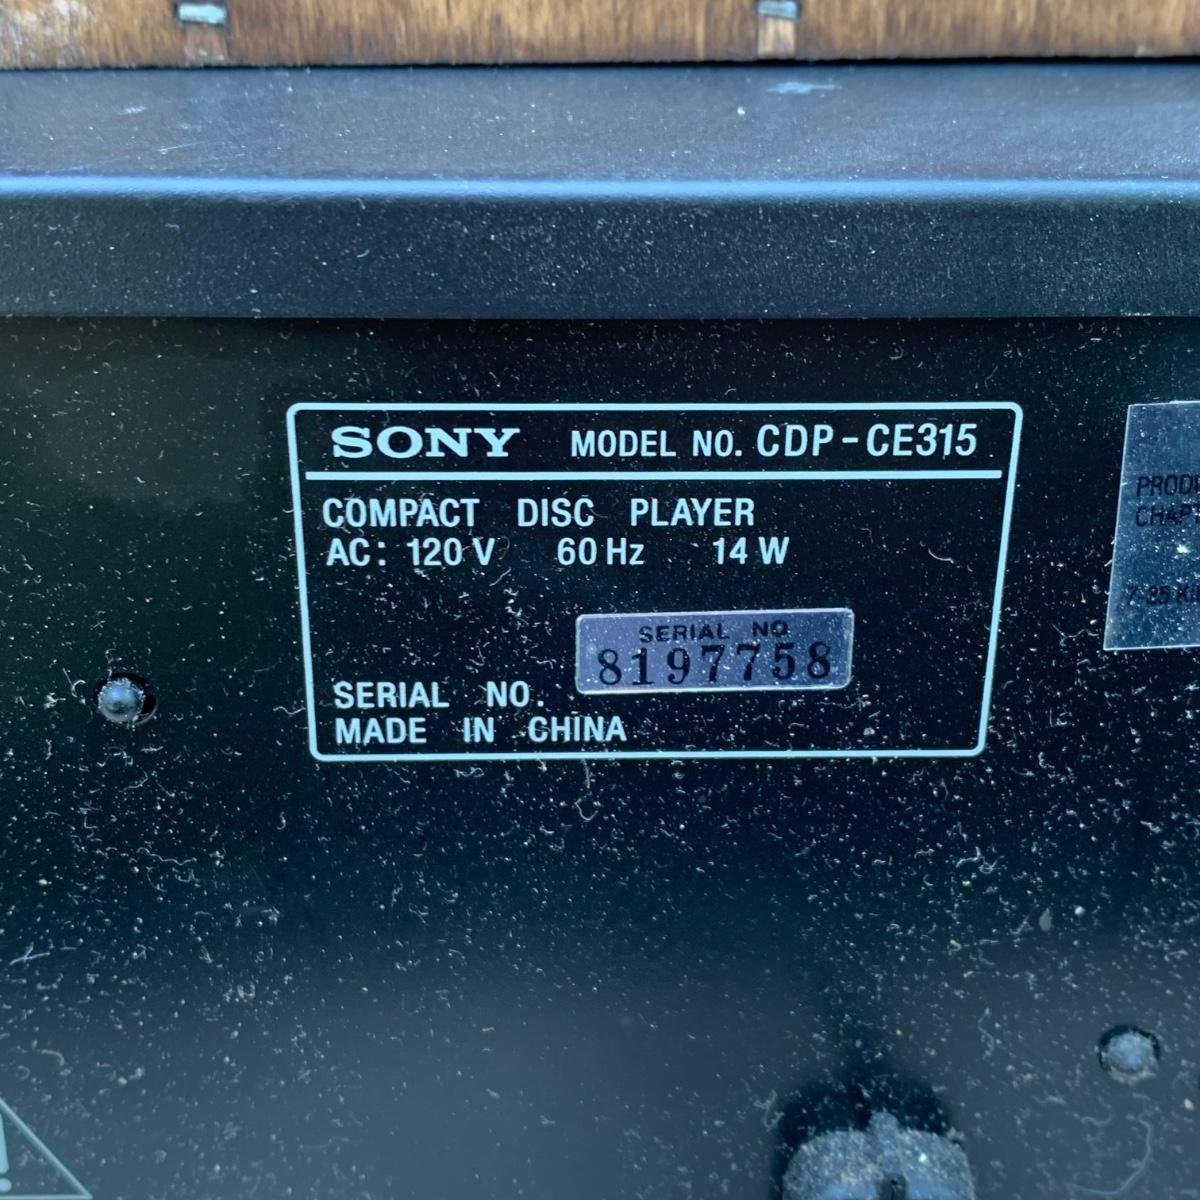 SONY MODEL NO. CDP-CE315
COMPACT DISC PLAYER
AC: 120 V 60 Hz 14 W
SERIAL NO
8197758
SERIAL NO.
MADE IN CHINA